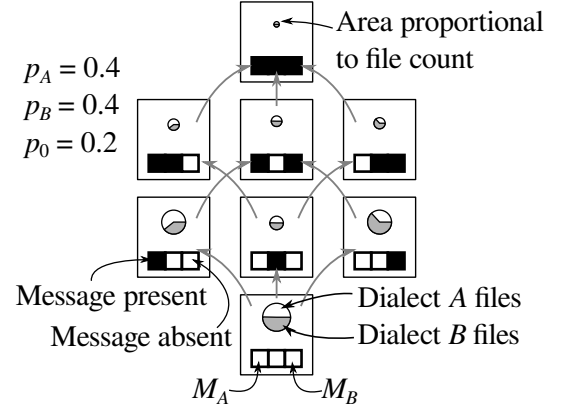 Area proportional
to file count
p_A = 0.4
p_B = 0.4
p_0 = 0.2
Message present
Message absent
Dialect A files
Dialect B files
M_A
M_B